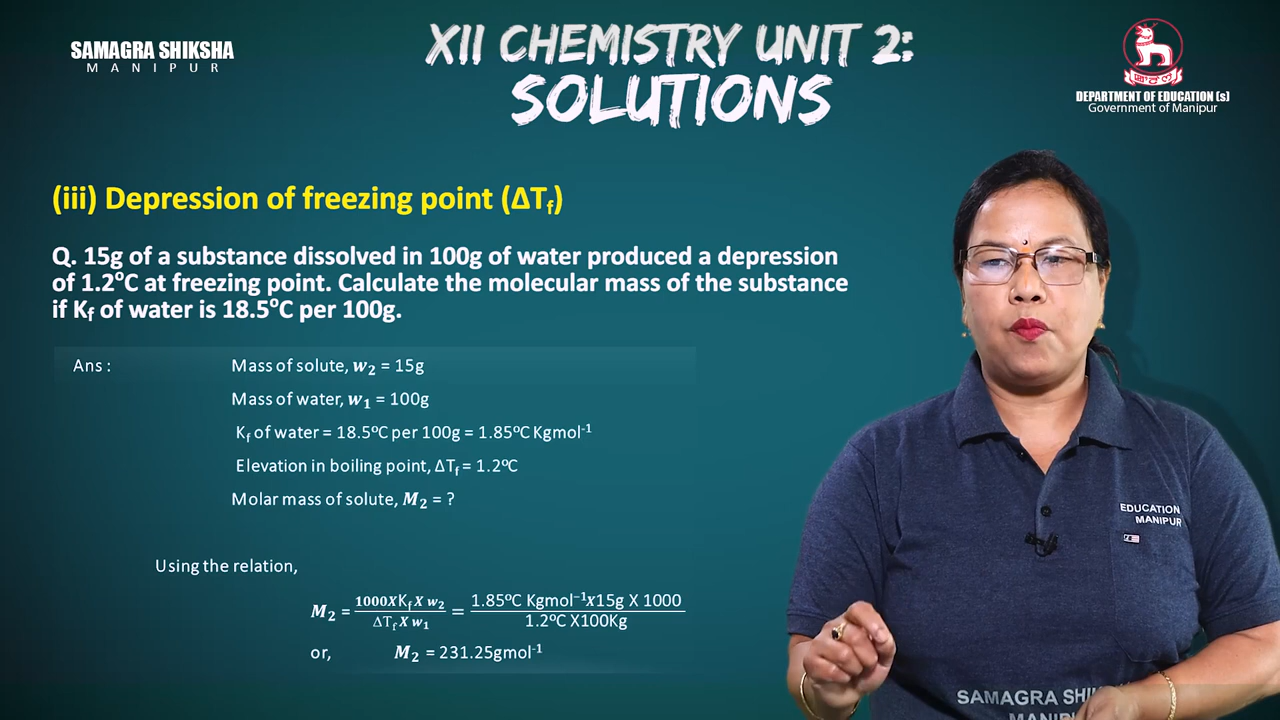 SAMAGRA SHIKSHA
MANIPUR
XII CHEMISTRY UNIT 2:
SOLUTIONS
DEPARTMENT OF EDUCATION (s)
Government of Manipur
(iii) Depression of freezing point (ΔTf)
Q. 15g of a substance dissolved in 100g of water produced a depression
of 1.2°C at freezing point. Calculate the molecular mass of the substance
if Kf of water is 18.5°C per 100g.
Ans :
Mass of solute, w₂ = 15g
Mass of water, w₁ = 100g
Kf of water = 18.5°C per 100g = 1.85°C Kgmol⁻¹
Elevation in boiling point, ΔTf = 1.2°C
Molar mass of solute, M₂ = ?
Using the relation,
M₂ = 1000XKfX w₂ / ΔTfX w₁ = 1.85°C Kgmol⁻¹X15g X 1000 / 1.2°C X100Kg
or, M₂ = 231.25gmol⁻¹
EDUCATION
MANIPUR
SAMAGRA